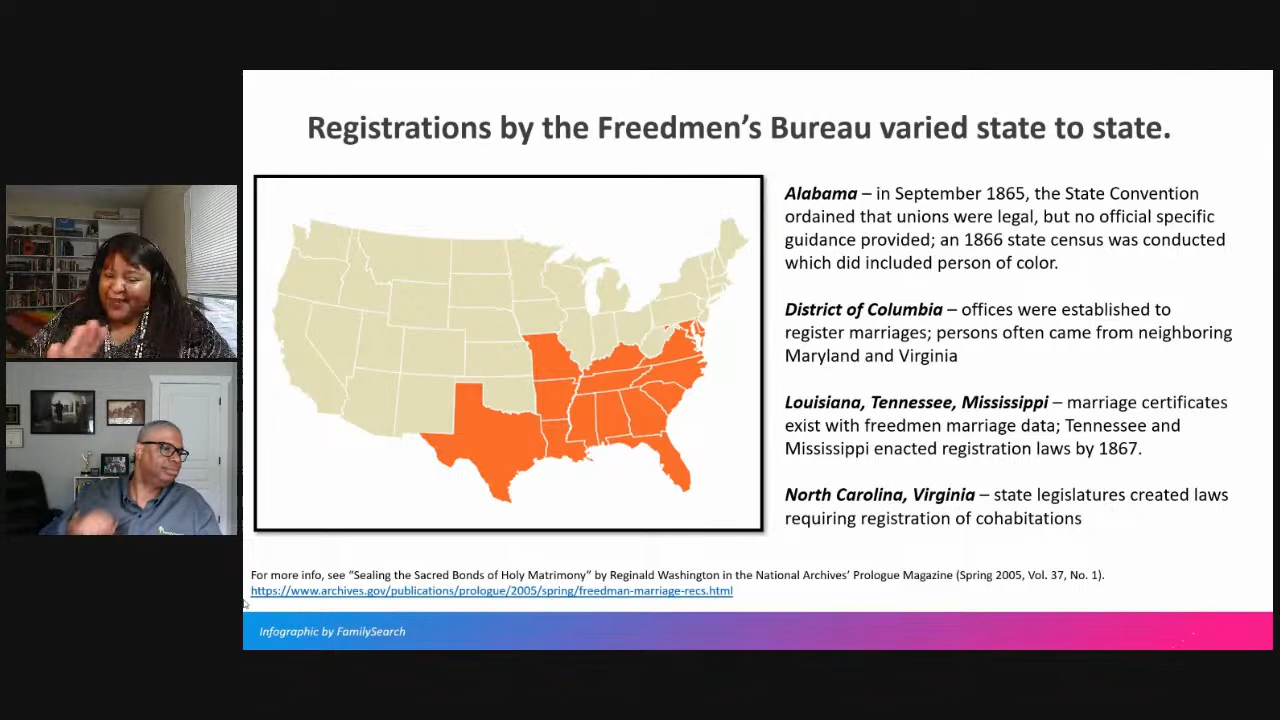 Registrations by the Freedmen’s Bureau varied state to state.
Alabama – in September 1865, the State Convention
ordained that unions were legal, but no official specific
guidance provided; an 1866 state census was conducted
which did included person of color.
District of Columbia – offices were established to
register marriages; persons often came from neighboring
Maryland and Virginia
Louisiana, Tennessee, Mississippi – marriage certificates
exist with freedmen marriage data; Tennessee and
Mississippi enacted registration laws by 1867.
North Carolina, Virginia – state legislatures created laws
requiring registration of cohabitations
For more info, see “Sealing the Sacred Bonds of Holy Matrimony” by Reginald Washington in the National Archives’ Prologue Magazine (Spring 2005, Vol. 37, No. 1).
https://www.archives.gov/publications/prologue/2005/spring/freedman-marriage-recs.html
Infographic by FamilySearch